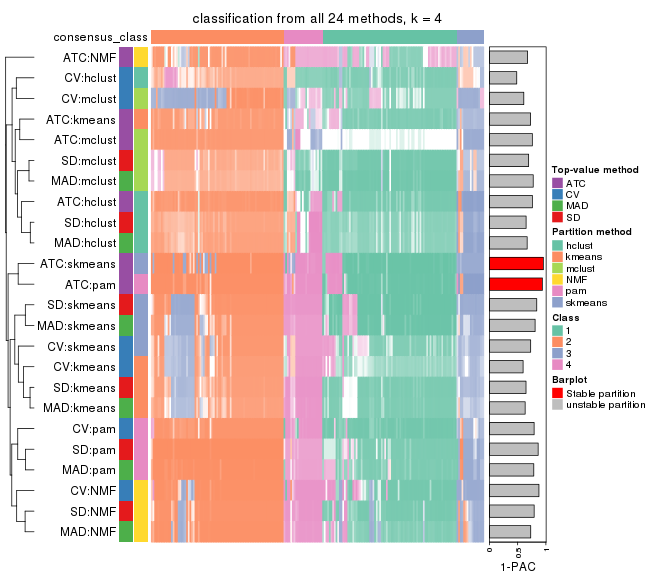 classification from all 24 methods, k = 4
consensus_class
ATC:NMF
CV:hclust
CV:mclust
ATC:kmeans
ATC:mclust
SD:mclust
MAD:mclust
ATC:hclust
SD:hclust
MAD:hclust
ATC:skmeans
ATC:pam
SD:skmeans
MAD:skmeans
CV:skmeans
CV:kmeans
SD:kmeans
MAD:kmeans
CV:pam
SD:pam
MAD:pam
CV:NMF
SD:NMF
MAD:NMF
0
0.5
1
1-PAC
Top-value method
ATC
CV
MAD
SD
Partition method
hclust
kmeans
mclust
NMF
pam
skmeans
Class
1
2
3
4
Barplot
Stable partition
unstable partition